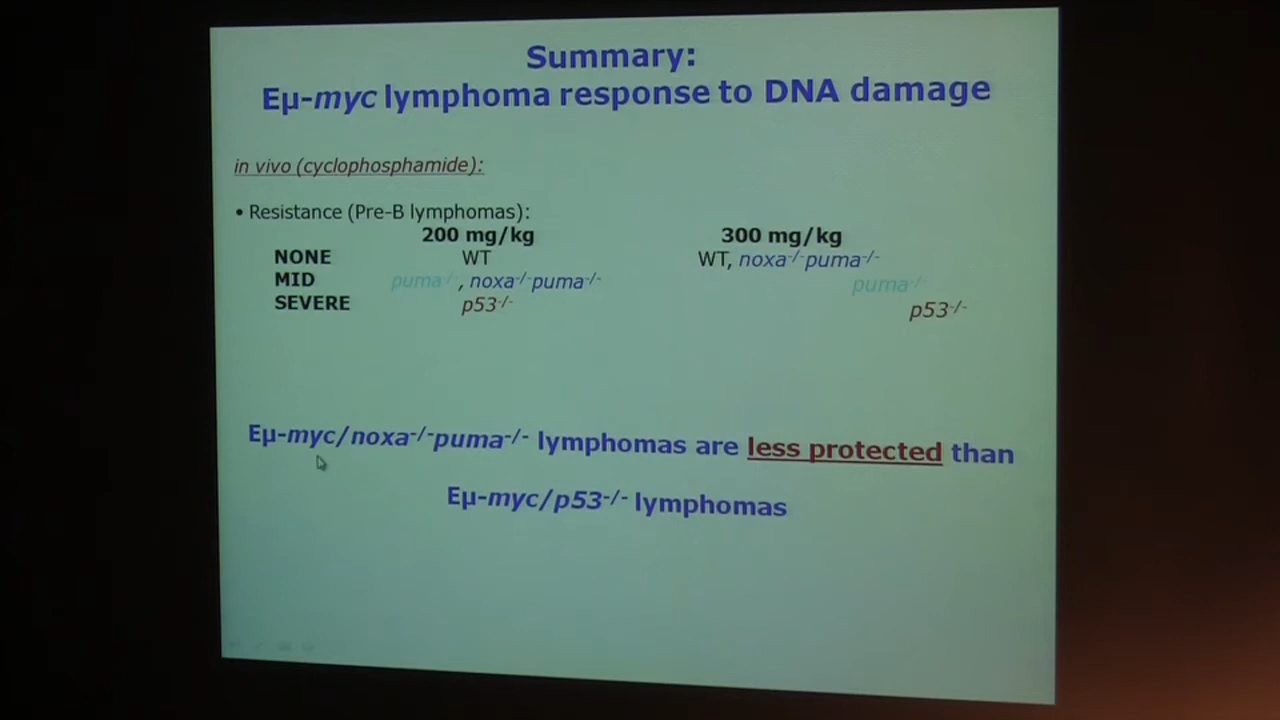 Summary:
Eμ-myc lymphoma response to DNA damage
in vivo (cyclophosphamide):
• Resistance (Pre-B lymphomas):
200 mg/kg 300 mg/kg
NONE WT WT, noxa-/-puma-/-
MID puma-/-, noxa-/-puma-/- puma-/-
SEVERE p53-/- p53-/-
Eμ-myc/noxa-/-puma-/- lymphomas are less protected than
Eμ-myc/p53-/- lymphomas